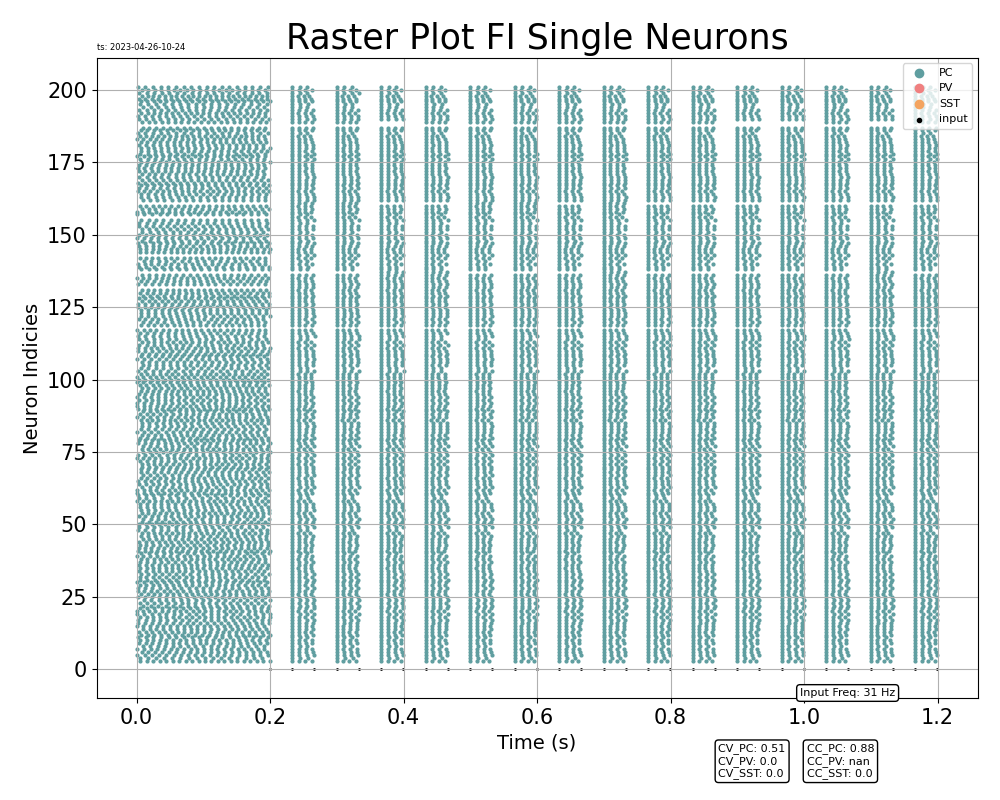 Raster Plot FI Single Neurons
ts: 2023-04-26-10-24
PC
PV
SST
input
200
175
150
125
100
75
50
25
0
Neuron Indicies
0.0 0.2 0.4 0.6 0.8 1.0 1.2
Time (s)
Input Freq: 31 Hz
CV_PC: 0.51
CV_PV: 0.0
CV_SST: 0.0
CC_PC: 0.88
CC_PV: nan
CC_SST: 0.0